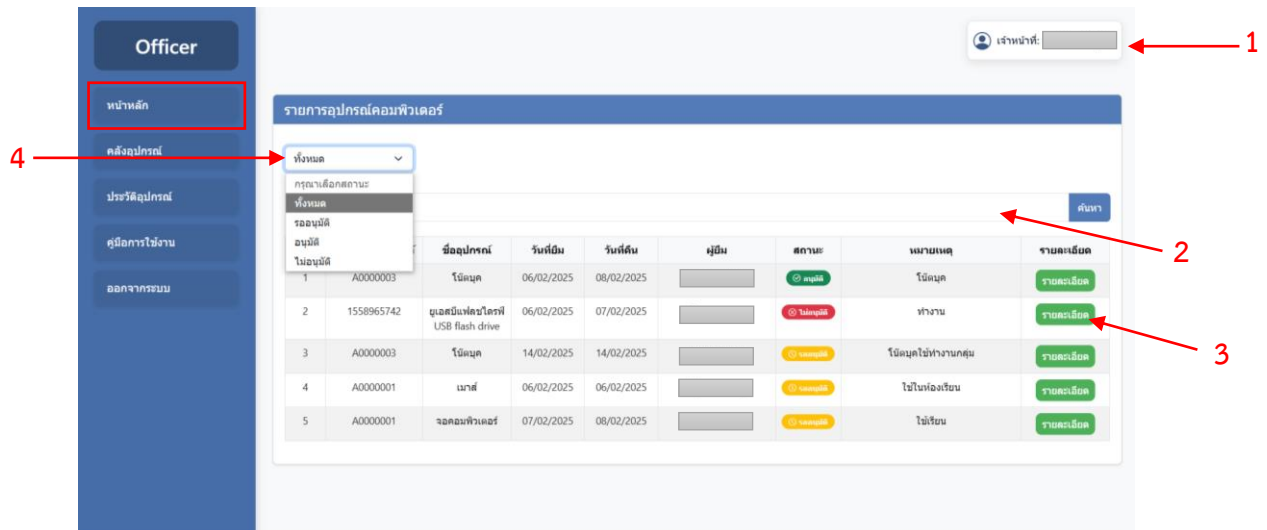 Officer
เจ้าหน้าที่:
1
หน้าหลัก
รายการอุปกรณ์คอมพิวเตอร์
คลังอุปกรณ์
4
ทั้งหมด
กรุณาเลือกสถานะ
ทั้งหมด
รออนุมัติ
อนุมัติ
ไม่อนุมัติ
ประวัติอุปกรณ์
ค้นหา
คู่มือการใช้งาน
2
ชื่ออุปกรณ์ วันที่ยืม วันที่คืน ผู้ยืม สถานะ หมายเหตุ รายละเอียด
ออกจากระบบ
1 A0000003 โน้ตบุค 06/02/2025 08/02/2025 อนุมัติ โน้ตบุค รายละเอียด
2 1558965742 ยูเอสบีแฟลชไดรฟ์ 06/02/2025 07/02/2025 ไม่อนุมัติ ทำงาน รายละเอียด
USB flash drive
3
3 A0000003 โน้ตบุค 14/02/2025 14/02/2025 รออนุมัติ โน้ตบุคใช้ทำงานกลุ่ม รายละเอียด
4 A0000001 เมาส์ 06/02/2025 06/02/2025 รออนุมัติ ใช้ในห้องเรียน รายละเอียด
5 A0000001 จอคอมพิวเตอร์ 07/02/2025 08/02/2025 รออนุมัติ ใช้เรียน รายละเอียด